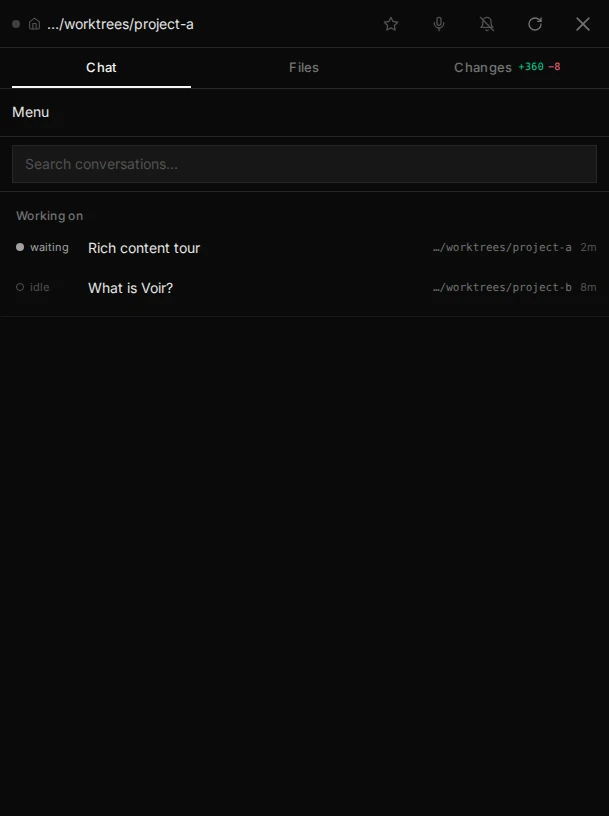 .../worktrees/project-a
Chat Files Changes +360 −8
Menu
Search conversations...
Working on
waiting Rich content tour …/worktrees/project-a 2m
idle What is Voir? …/worktrees/project-b 8m